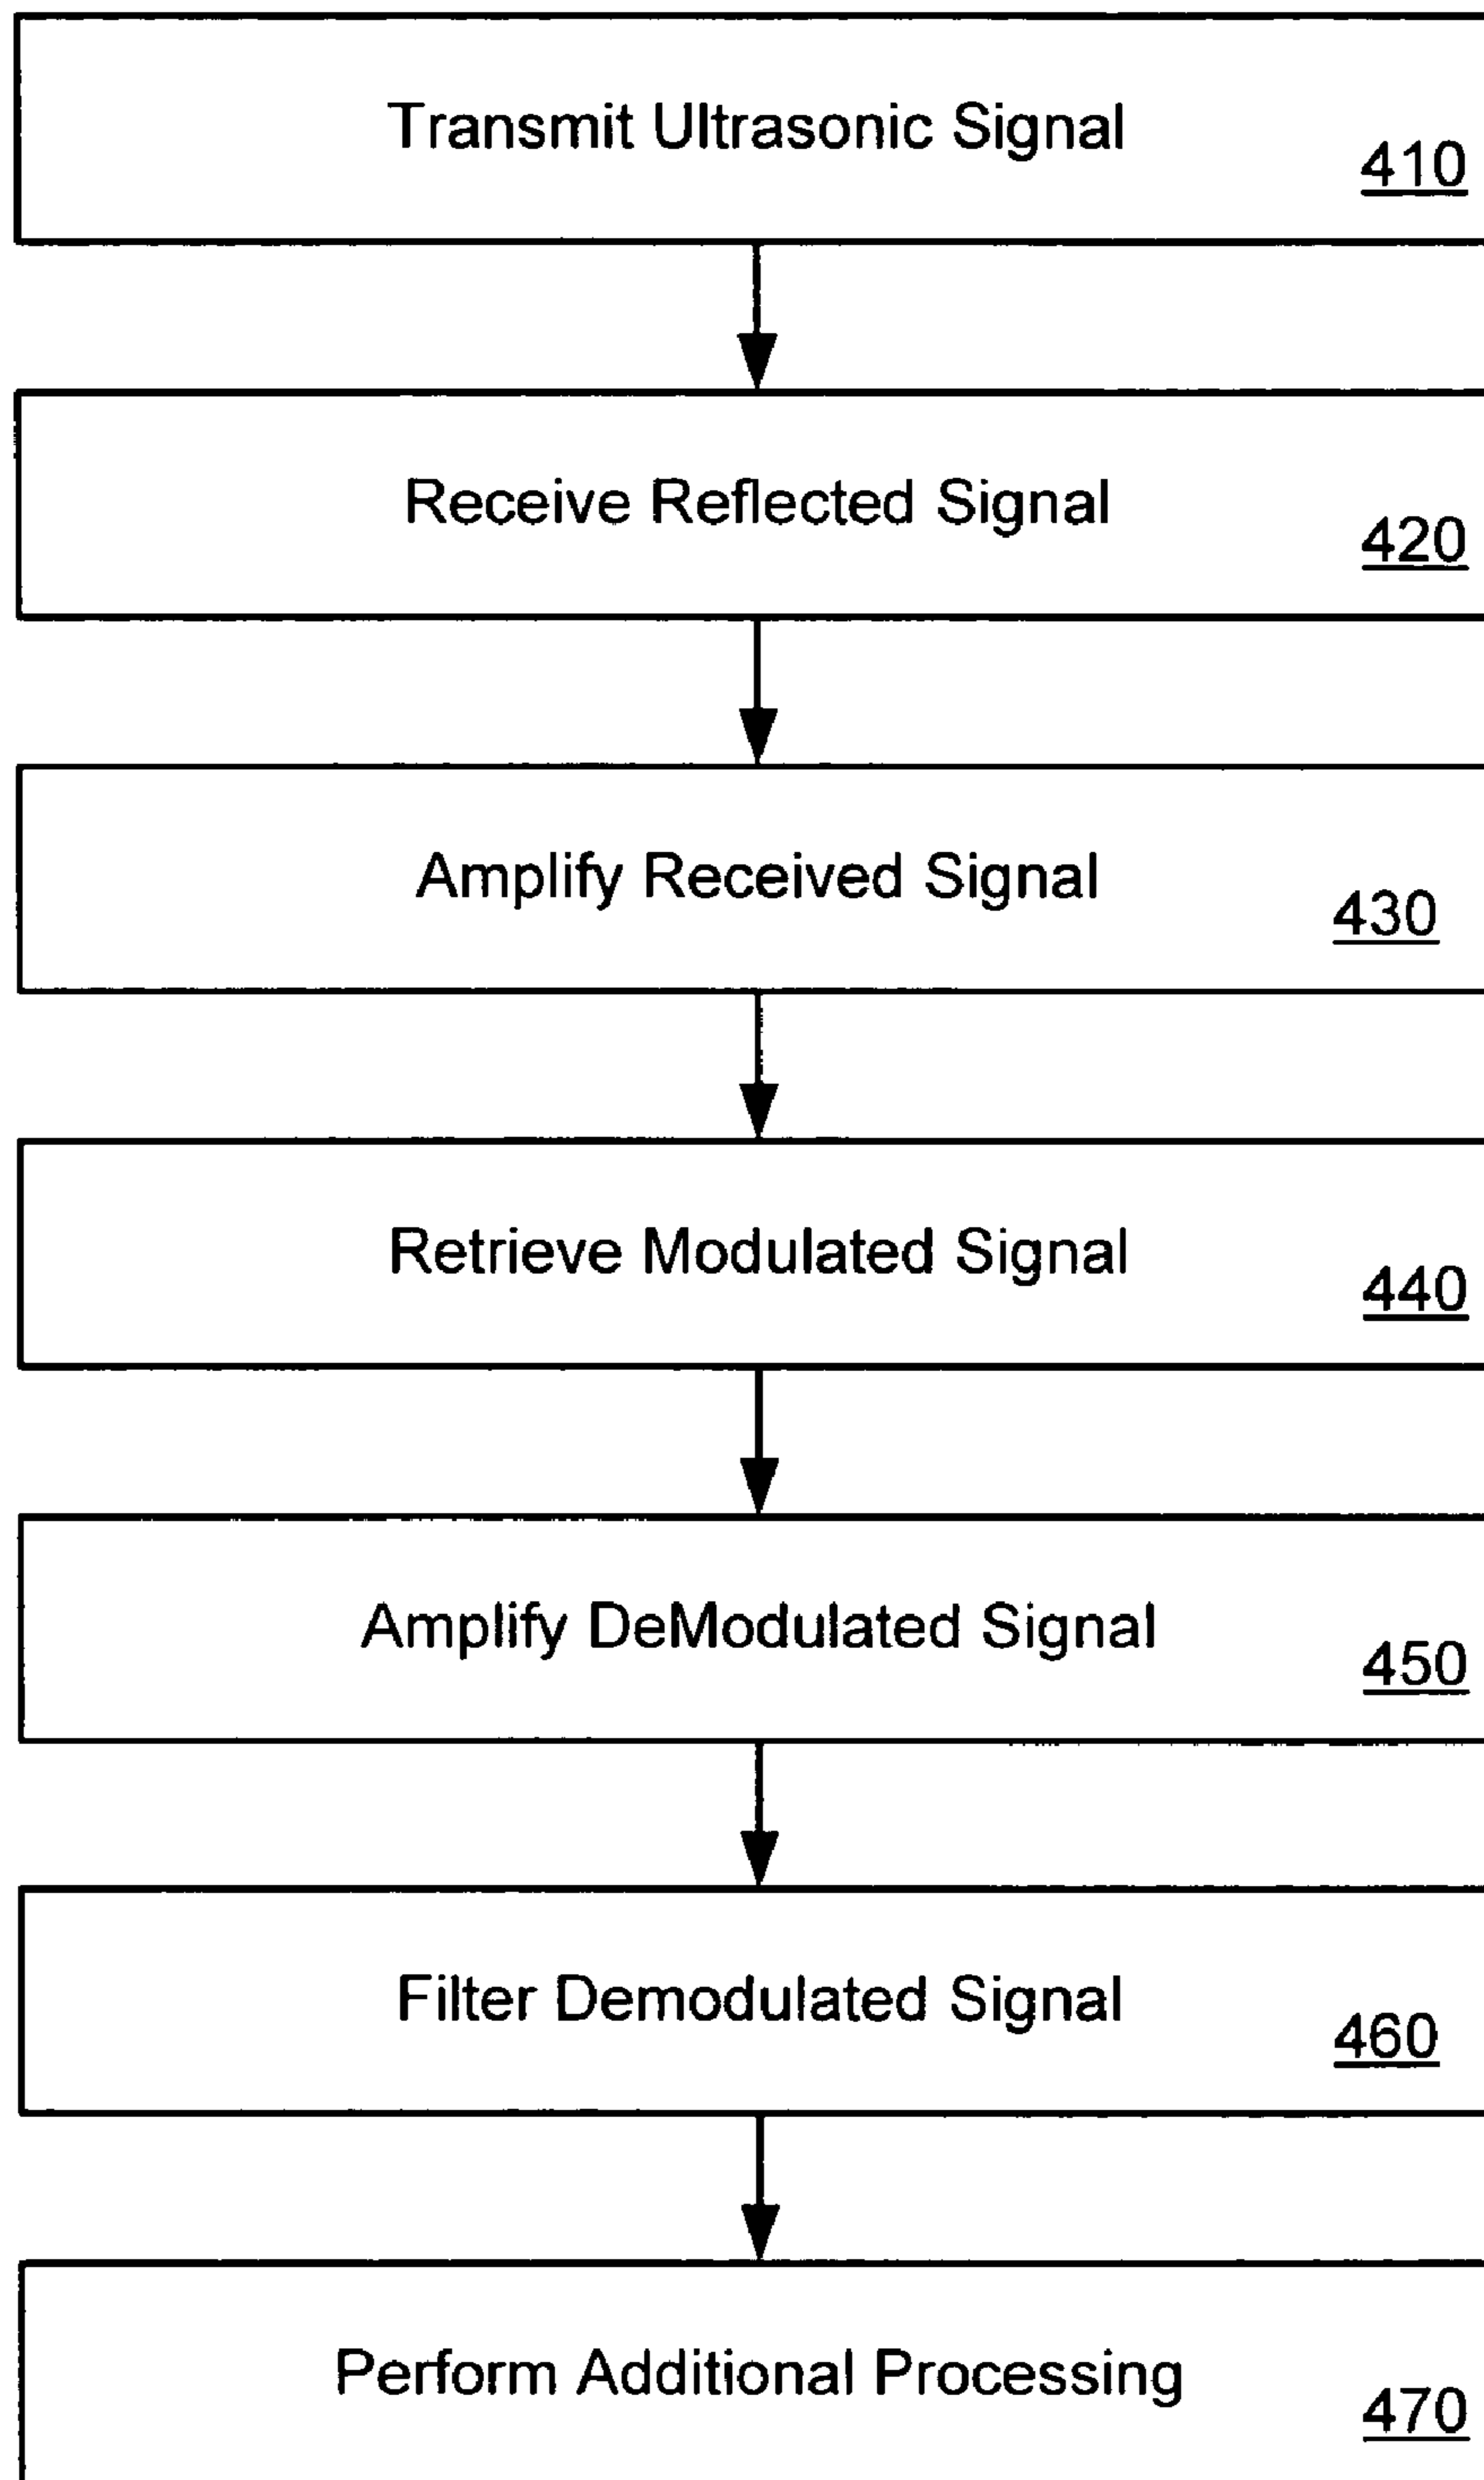 Transmit Ultrasonic Signal
410
Receive Reflected Signal
420
Amplify Received Signal
430
Retrieve Modulated Signal
440
Amplify DeModulated Signal
450
Filter Demodulated Signal
460
Perform Additional Processing
470